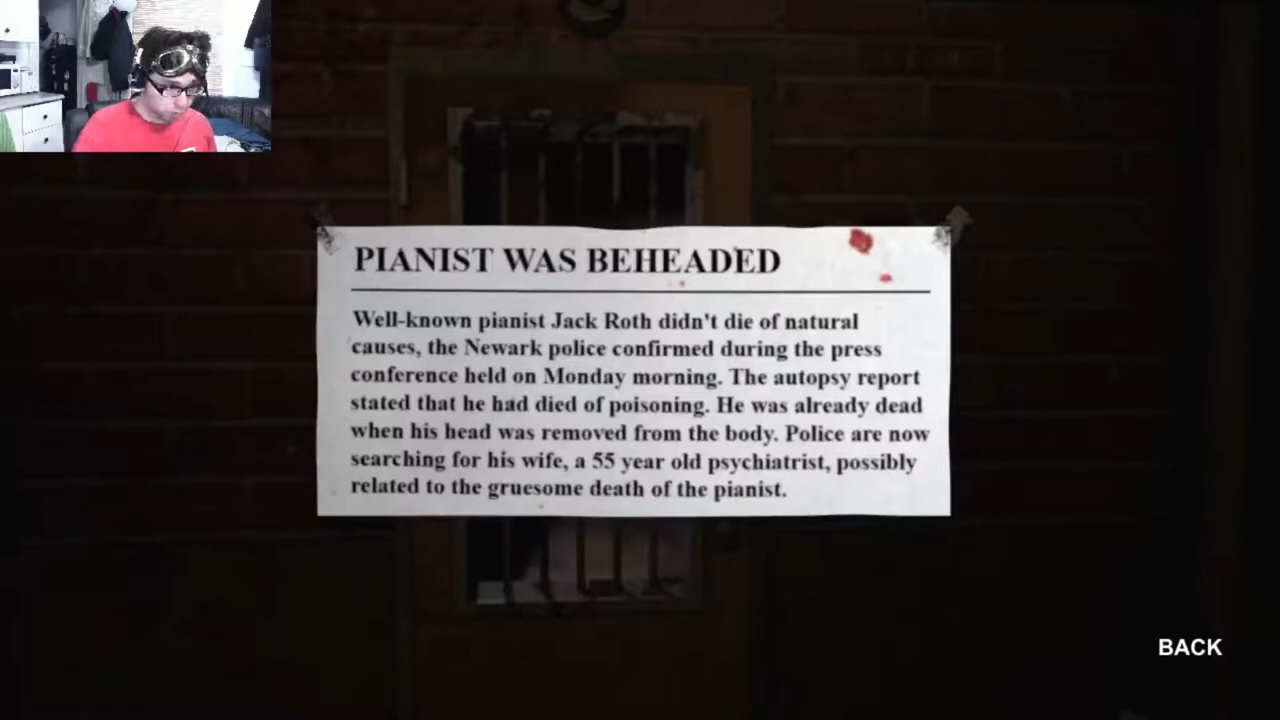 PIANIST WAS BEHEADED
Well-known pianist Jack Roth didn't die of natural
causes, the Newark police confirmed during the press
conference held on Monday morning. The autopsy report
stated that he had died of poisoning. He was already dead
when his head was removed from the body. Police are now
searching for his wife, a 55 year old psychiatrist, possibly
related to the gruesome death of the pianist.
BACK